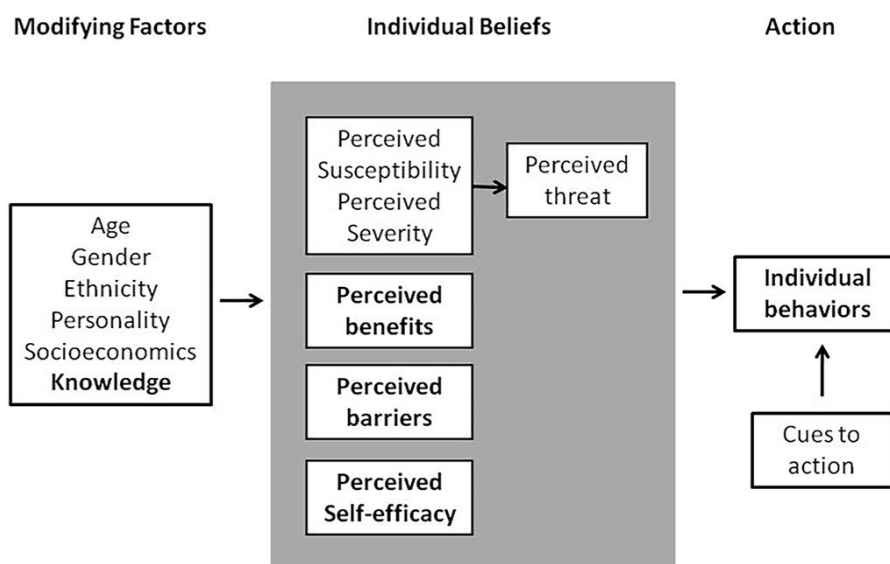 Modifying Factors
Individual Beliefs
Action
Age
Gender
Ethnicity
Personality
Socioeconomics
Knowledge
Perceived
Susceptibility
Perceived
Severity
Perceived
threat
Perceived
benefits
Perceived
barriers
Perceived
Self-efficacy
Individual
behaviors
Cues to
action